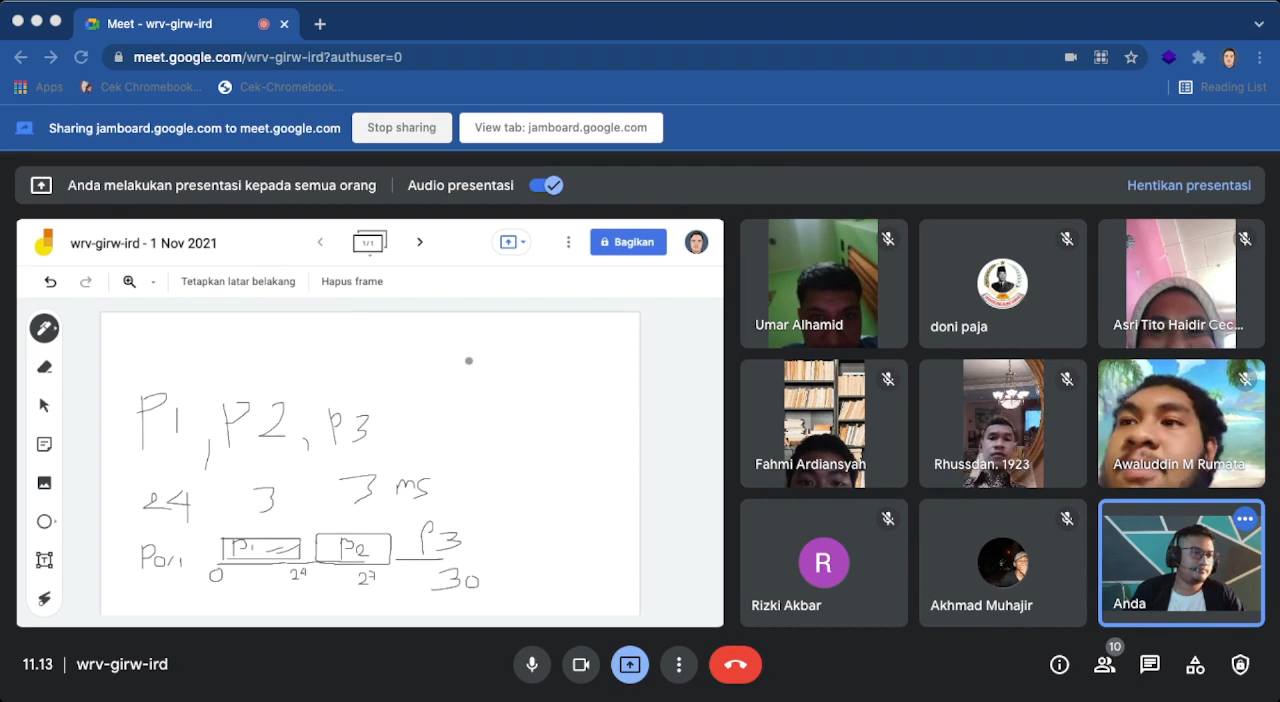 Meet - wrv-girw-ird
meet.google.com/wrv-girw-ird?authuser=0
Apps Cek Chromebook... Cek-Chromebook... Reading List
Sharing jamboard.google.com to meet.google.com Stop sharing View tab: jamboard.google.com
Anda melakukan presentasi kepada semua orang Audio presentasi Hentikan presentasi
wrv-girw-ird - 1 Nov 2021 1/1 Bagikan
Tetapkan latar belakang Hapus frame
P1, P2, P3
24 3 3 ms
P1 P2 P3
0 24 27 30
Umar Alhamid
doni paja
Asri Tito Haidir Cec...
Fahmi Ardiansyah
Rhussdan. 1923
Awaluddin M Rumata
R
Rizki Akbar
Akhmad Muhajir
Anda
11.13 | wrv-girw-ird
10